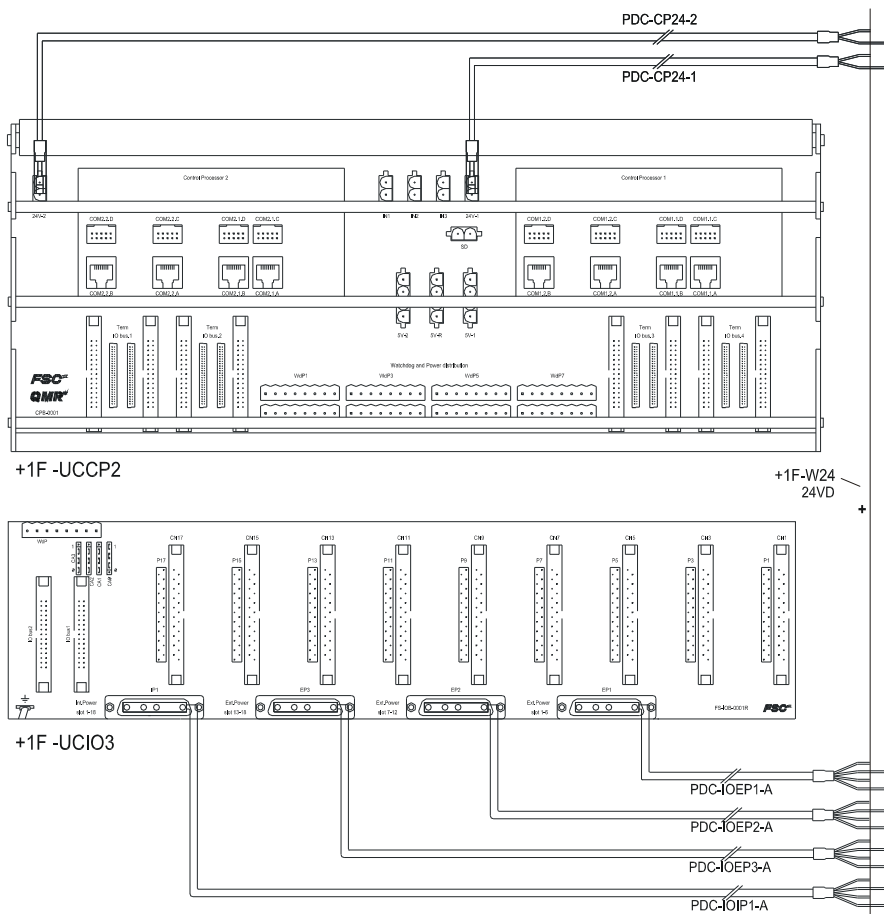 PDC-CP24-2
PDC-CP24-1
Control Processor 2
Control Processor 1
24V-2
IN1
IN2
IN3
24V-1
COM2.2.D
COM2.2.C
COM2.1.D
COM2.1.C
SD
COM1.2.D
COM1.2.C
COM1.1.D
COM1.1.C
COM2.2.B
COM2.2.A
COM2.1.B
COM2.1.A
COM1.2.B
COM1.2.A
COM1.1.B
COM1.1.A
5V-2
5V-R
5V-1
Term
IO bus.1
Term
IO bus.2
Term
IO bus.3
Term
IO bus.4
Watchdog and Power distribution
WdP1
WdP3
WdP5
WdP7
FSC
QMR
CPB-0001
+1F -UCCP2
+1F-W24
24VD
+
WdP
CN17
CN15
CN13
CN11
CN9
CN7
CN5
CN3
CN1
P17
P15
P13
P11
P9
P7
P5
P3
P1
CA3
CA2
CA1
CA0
IO bus2
IO bus1
Int.Power
slot 1-18
IP1
Ext.Power
slot 13-18
EP3
Ext.Power
slot 7-12
EP2
Ext.Power
slot 1-6
EP1
FS-IOB-0001R
FSC
+1F -UCIO3
PDC-IOEP1-A
PDC-IOEP2-A
PDC-IOEP3-A
PDC-IOIP1-A